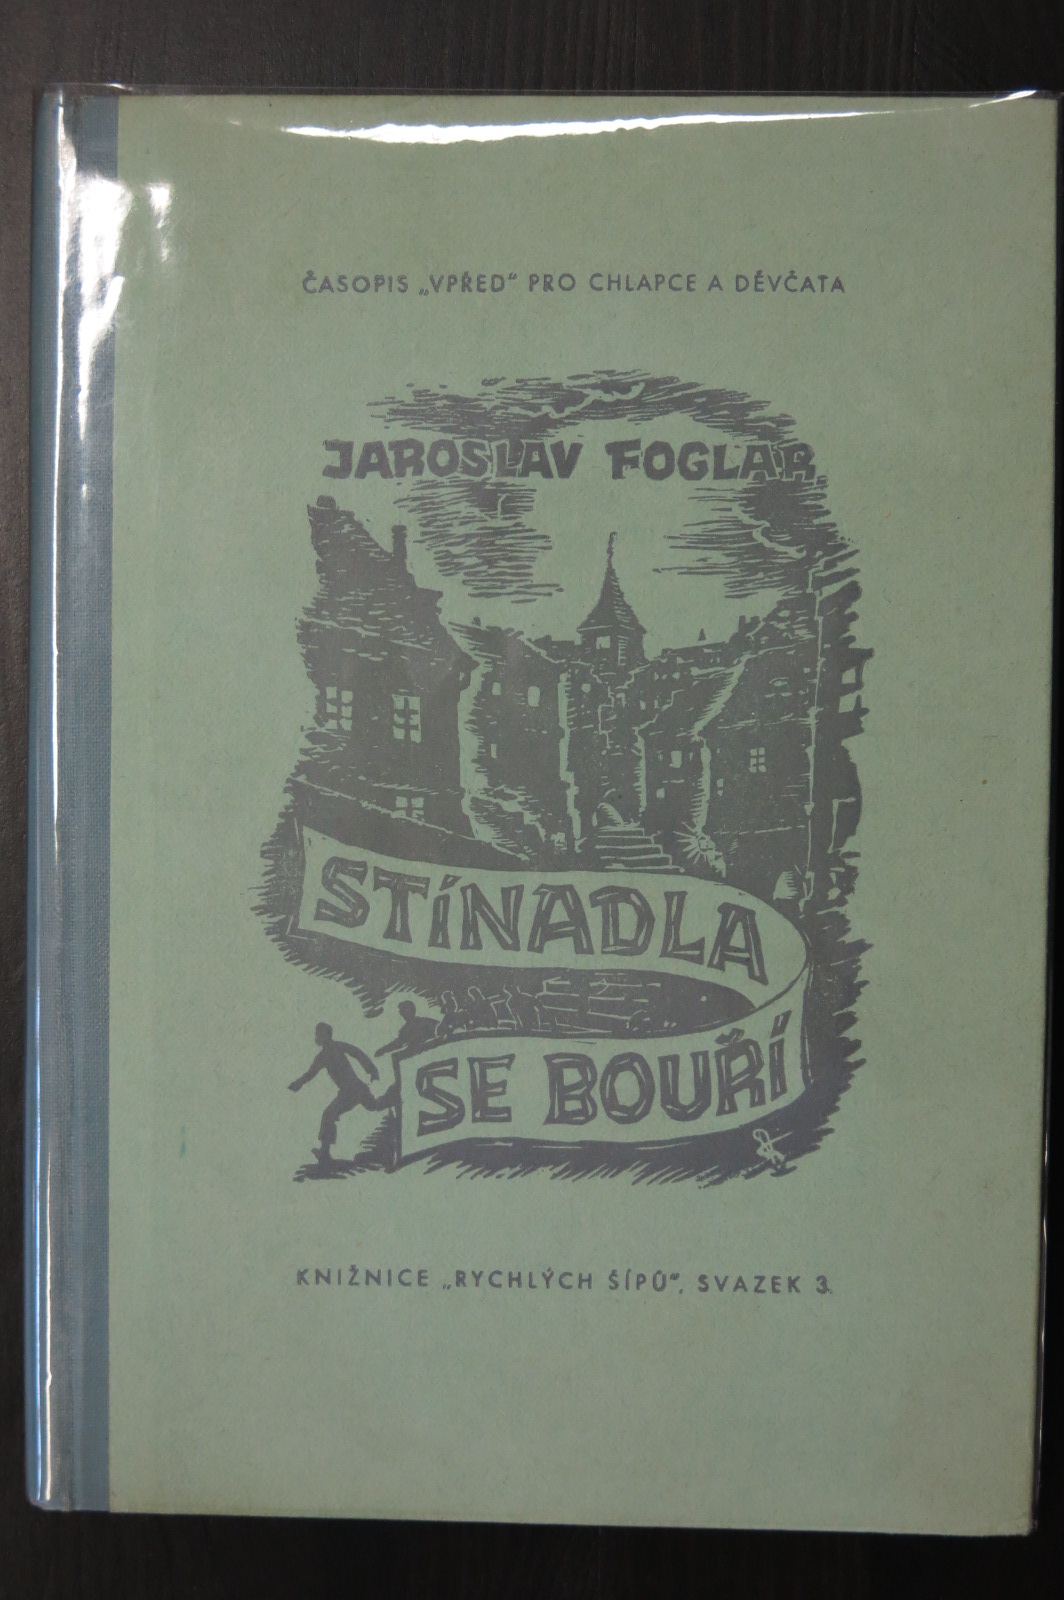 ČASOPIS „VPŘED“ PRO CHLAPCE A DĚVČATA
JAROSLAV FOGLAR
STÍNADLA
SE BOUŘÍ
KNIŽNICE „RYCHLÝCH ŠÍPŮ“, SVAZEK 3.